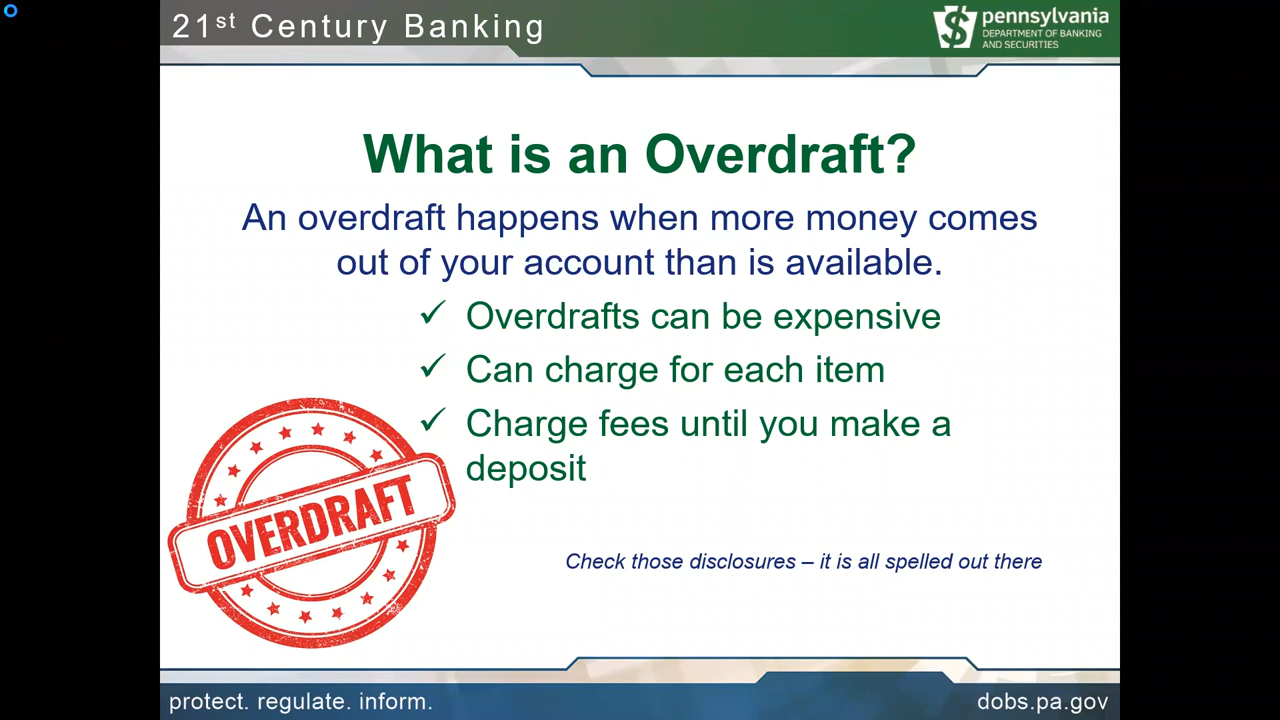 21st Century Banking
pennsylvania
DEPARTMENT OF BANKING
AND SECURITIES
What is an Overdraft?
An overdraft happens when more money comes
out of your account than is available.
✓ Overdrafts can be expensive
✓ Can charge for each item
✓ Charge fees until you make a
deposit
OVERDRAFT
Check those disclosures – it is all spelled out there
protect. regulate. inform.
dobs.pa.gov